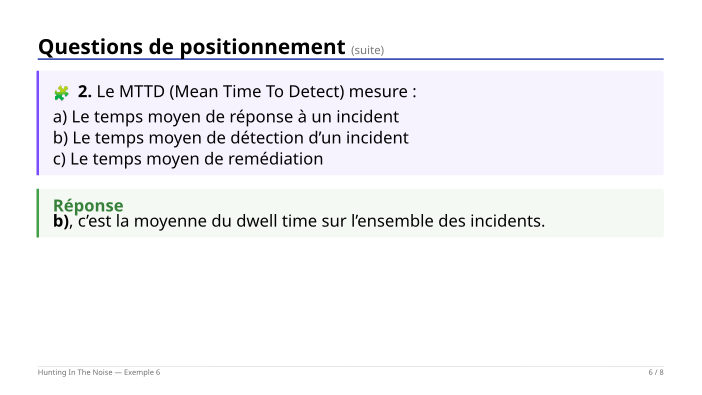 Questions de positionnement (suite)
🧩 2. Le MTTD (Mean Time To Detect) mesure :
a) Le temps moyen de réponse à un incident
b) Le temps moyen de détection d’un incident
c) Le temps moyen de remédiation
Réponse
b), c’est la moyenne du dwell time sur l’ensemble des incidents.
Hunting In The Noise — Exemple 6
6 / 8